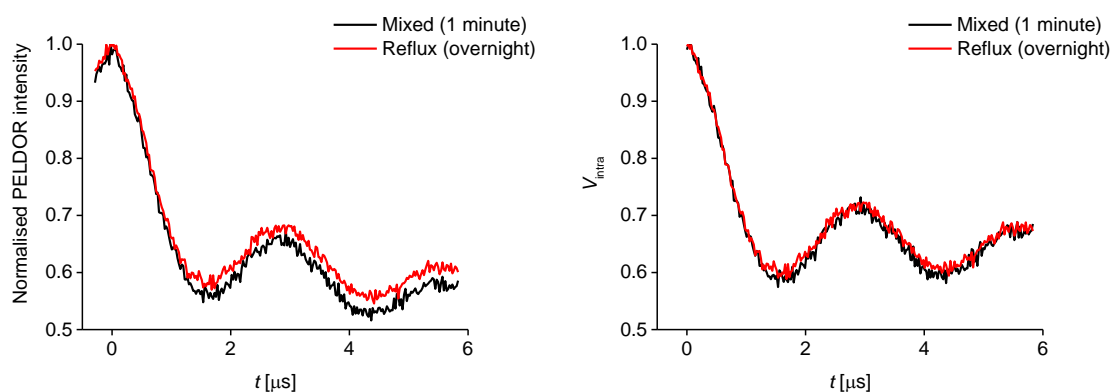 Mixed (1 minute)
Reflux (overnight)
1.0
0.9
0.8
0.7
0.6
0.5
Normalised PELDOR intensity
0
2
4
6
t [μs]
Mixed (1 minute)
Reflux (overnight)
1.0
0.9
0.8
0.7
0.6
0.5
Vintra
0
2
4
6
t [μs]